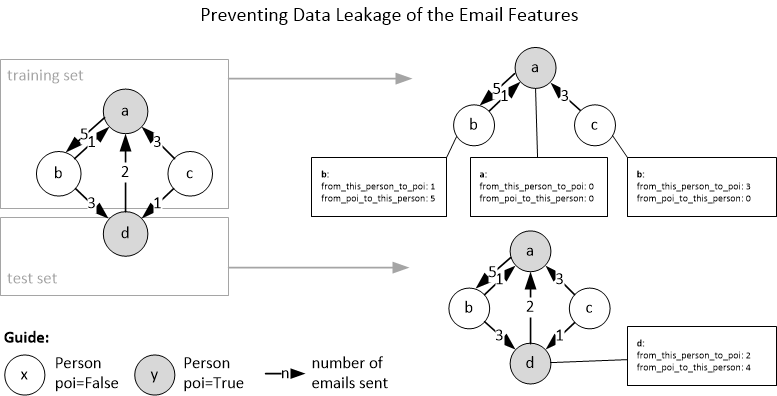 Preventing Data Leakage of the Email Features
training set
a
5
1
3
b
2
c
3
1
d
test set
a
5
1
3
b
c
b:
from_this_person_to_poi: 1
from_poi_to_this_person: 5
a:
from_this_person_to_poi: 0
from_poi_to_this_person: 0
b:
from_this_person_to_poi: 3
from_poi_to_this_person: 0
a
5
1
3
b
2
c
3
1
d
d:
from_this_person_to_poi: 2
from_poi_to_this_person: 4
Guide:
x
Person
poi=False
y
Person
poi=True
n
number of
emails sent